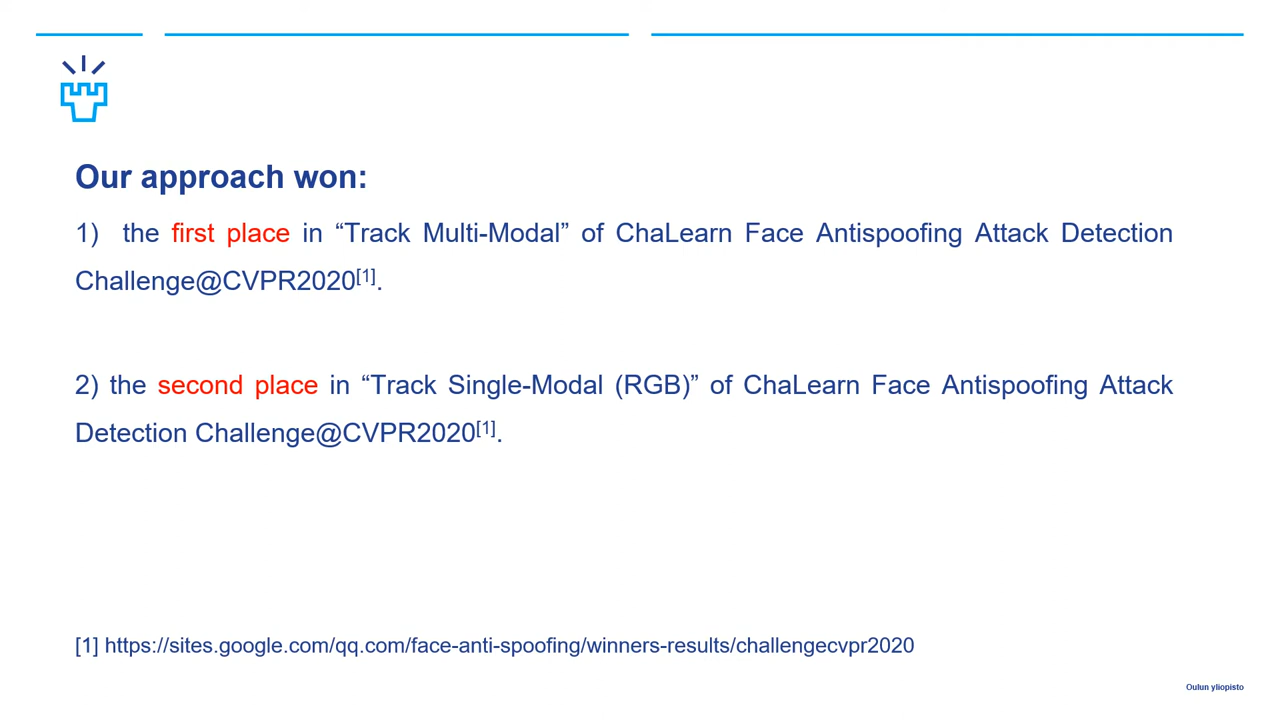 Our approach won:
1) the first place in “Track Multi-Modal” of ChaLearn Face Antispoofing Attack Detection
Challenge@CVPR2020[1].
2) the second place in “Track Single-Modal (RGB)” of ChaLearn Face Antispoofing Attack
Detection Challenge@CVPR2020[1].
[1] https://sites.google.com/qq.com/face-anti-spoofing/winners-results/challengecvpr2020
Oulun yliopisto